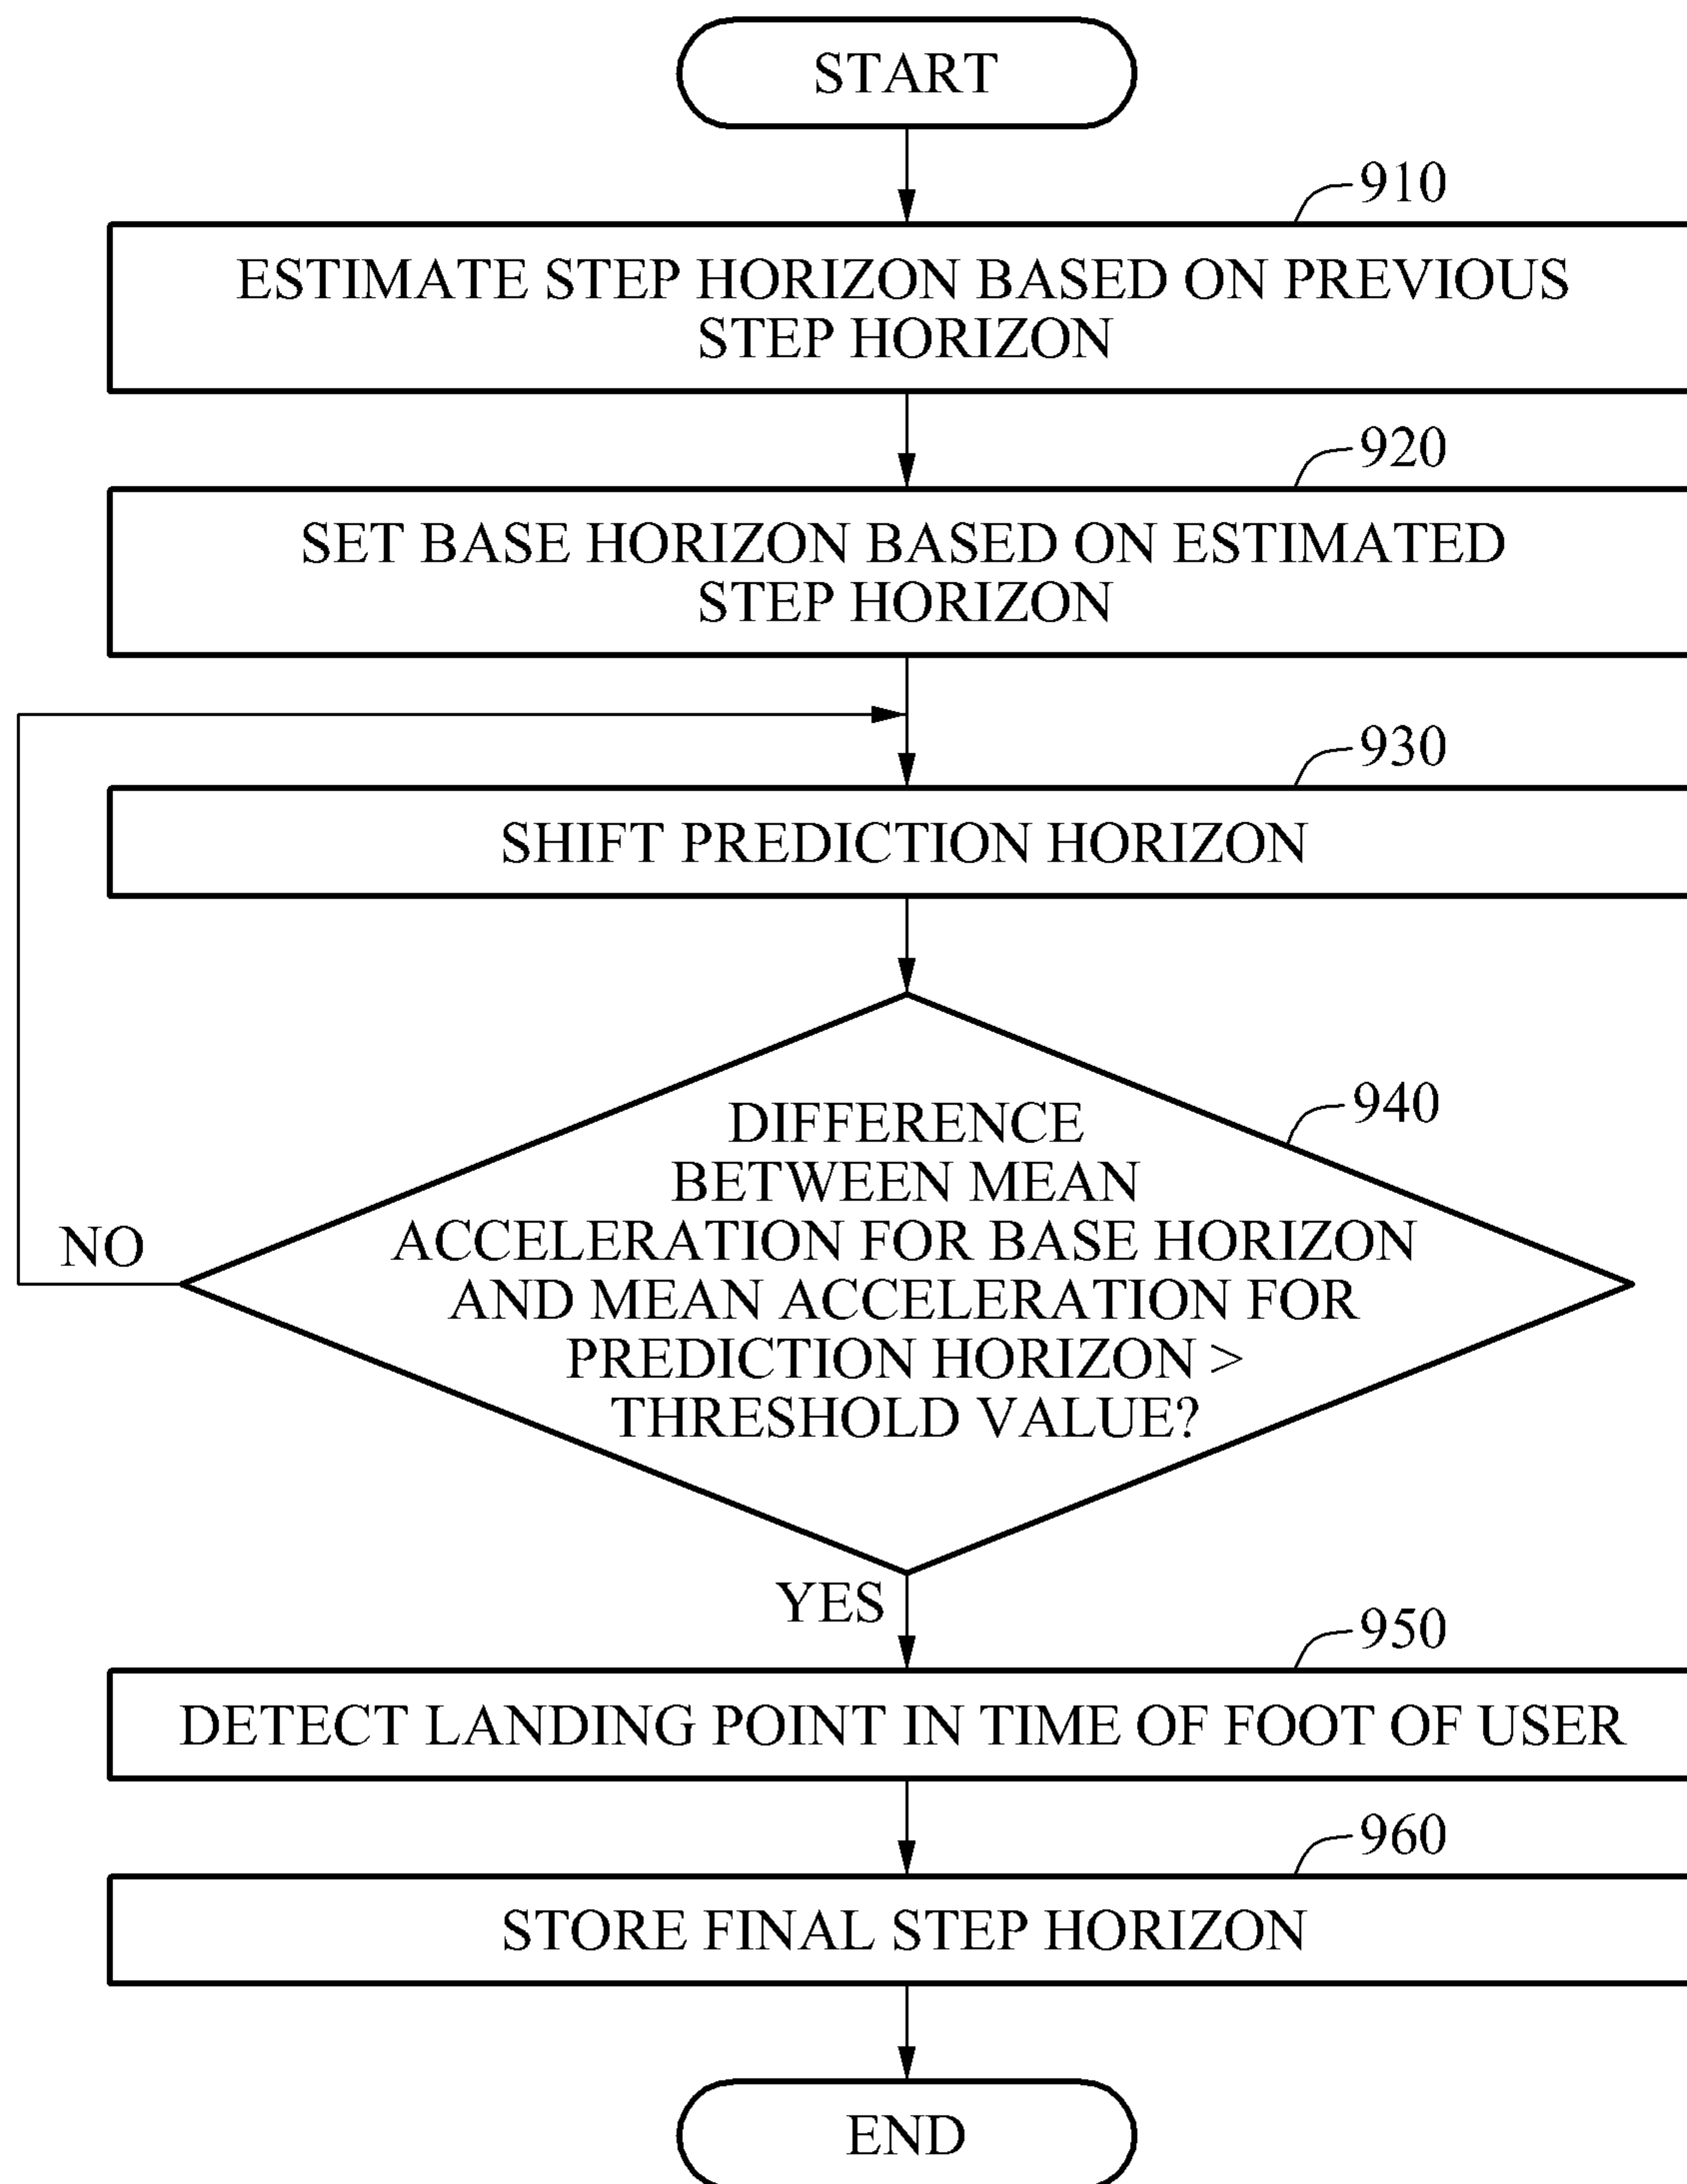 START
910
ESTIMATE STEP HORIZON BASED ON PREVIOUS
STEP HORIZON
920
SET BASE HORIZON BASED ON ESTIMATED
STEP HORIZON
930
SHIFT PREDICTION HORIZON
940
DIFFERENCE
BETWEEN MEAN
ACCELERATION FOR BASE HORIZON
AND MEAN ACCELERATION FOR
PREDICTION HORIZON >
THRESHOLD VALUE?
NO
YES
950
DETECT LANDING POINT IN TIME OF FOOT OF USER
960
STORE FINAL STEP HORIZON
END